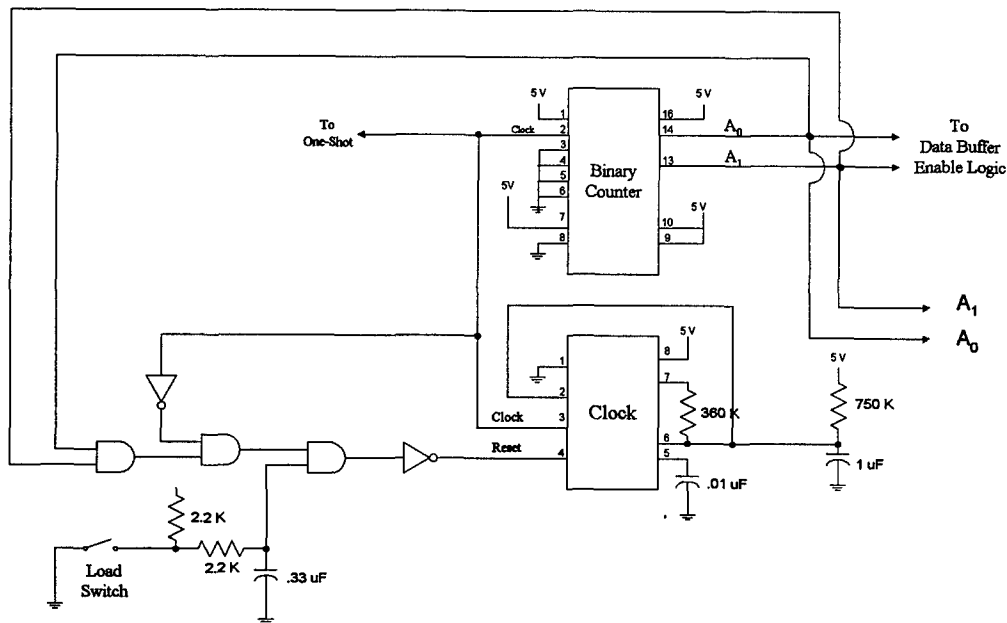 5 V
5 V
To
One-Shot
Clock
1
2
3
4
5
6
7
8
16
14
13
10
9
Binary
Counter
A0
A1
To
Data Buffer
Enable Logic
5V
5 V
A1
A0
Clock
1
2
3
4
8
7
6
5
5 V
5 V
360 K
750 K
Clock
Reset
.01 uF
1 uF
2.2 K
2.2 K
.33 uF
Load
Switch